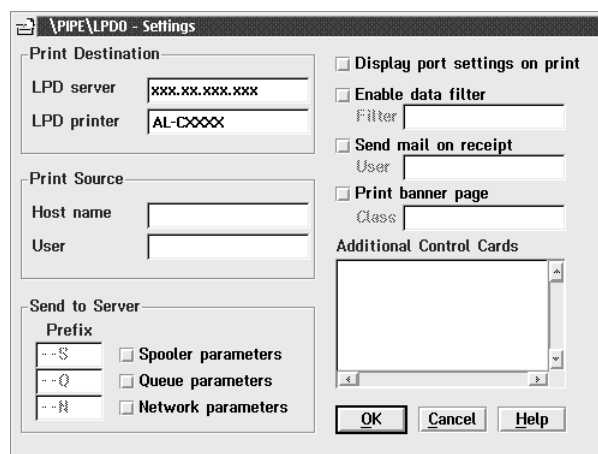 \PIPE\LPD0 - Settings
Print Destination
LPD server xxx.xx.xxx.xxx
LPD printer AL-CXXXX
Print Source
Host name
User
Send to Server
Prefix
--S Spooler parameters
--Q Queue parameters
--N Network parameters
Display port settings on print
Enable data filter
Filter
Send mail on receipt
User
Print banner page
Class
Additional Control Cards
OK Cancel Help